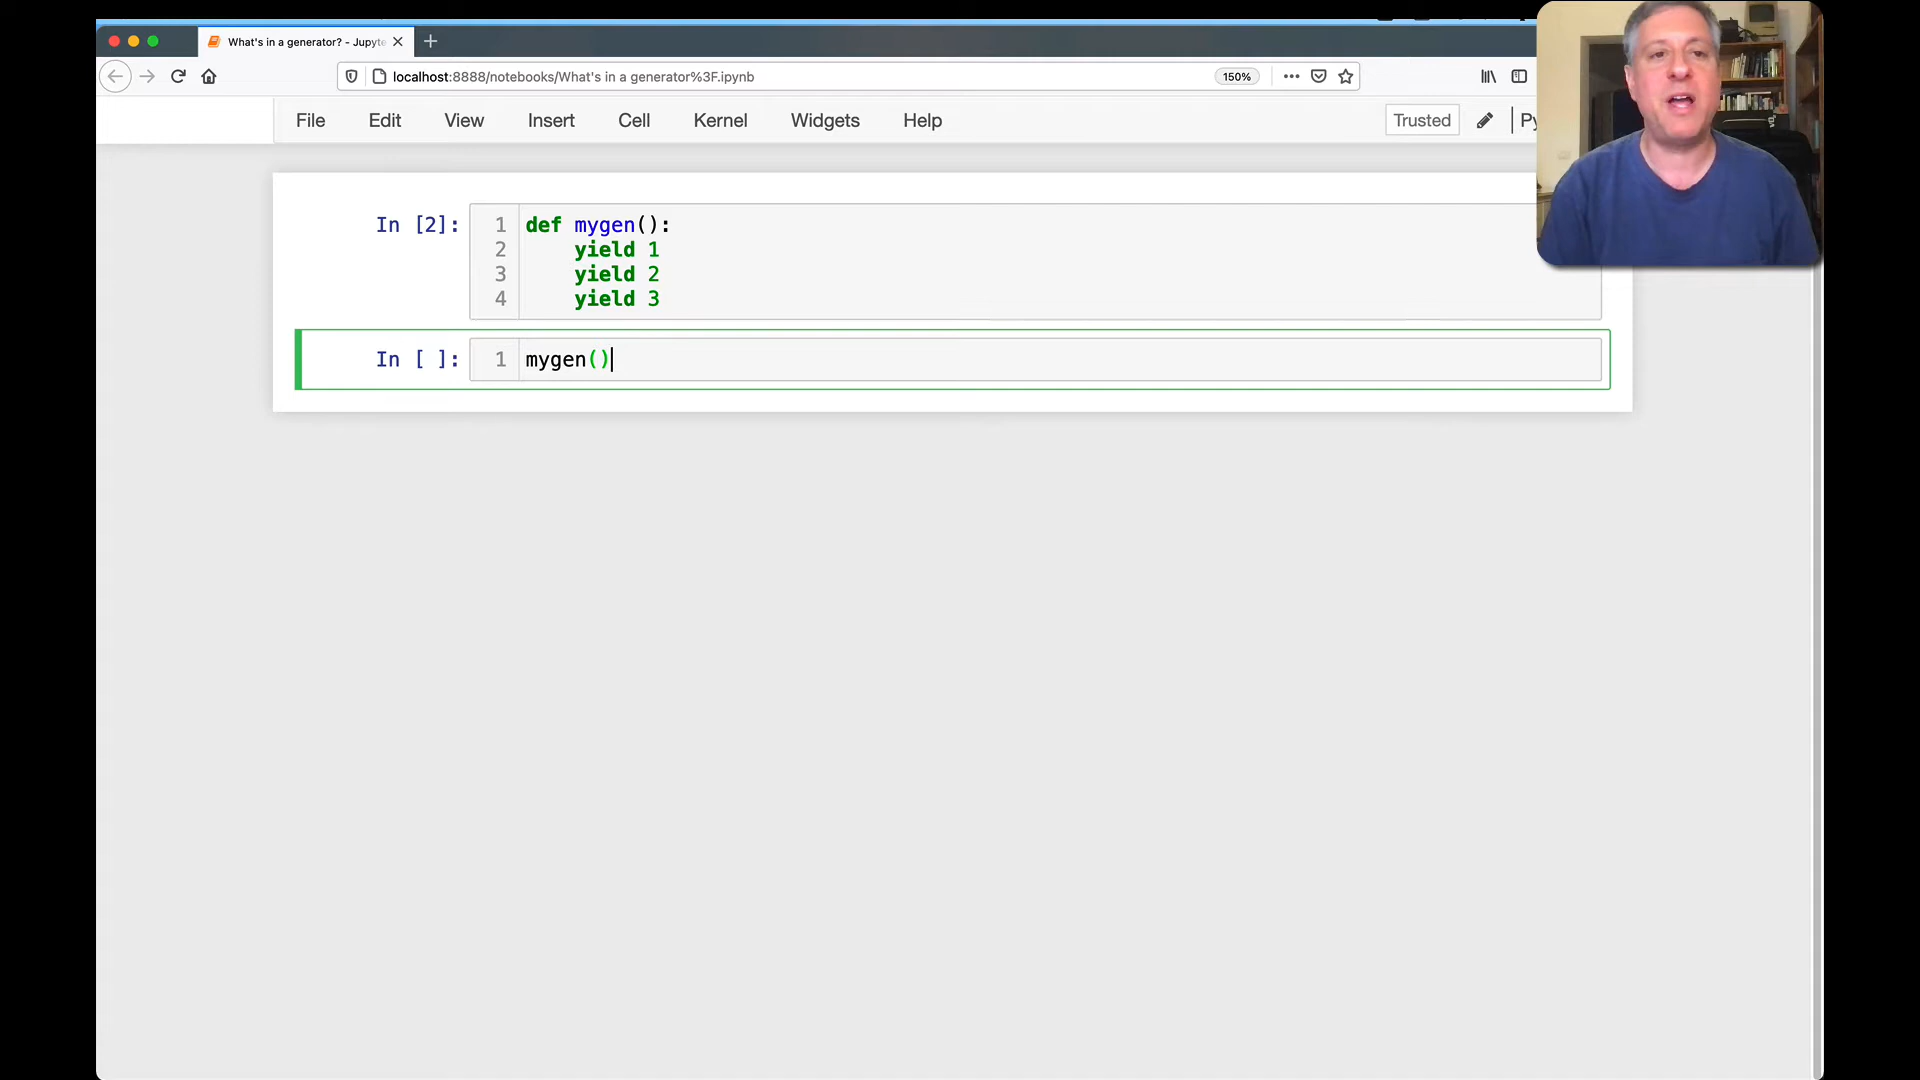 What's in a generator? - Jupyte
localhost:8888/notebooks/What's in a generator%3F.ipynb
150%
File Edit View Insert Cell Kernel Widgets Help
Trusted
Py
In [2]:
1 def mygen():
2 yield 1
3 yield 2
4 yield 3
In [ ]:
1 mygen()